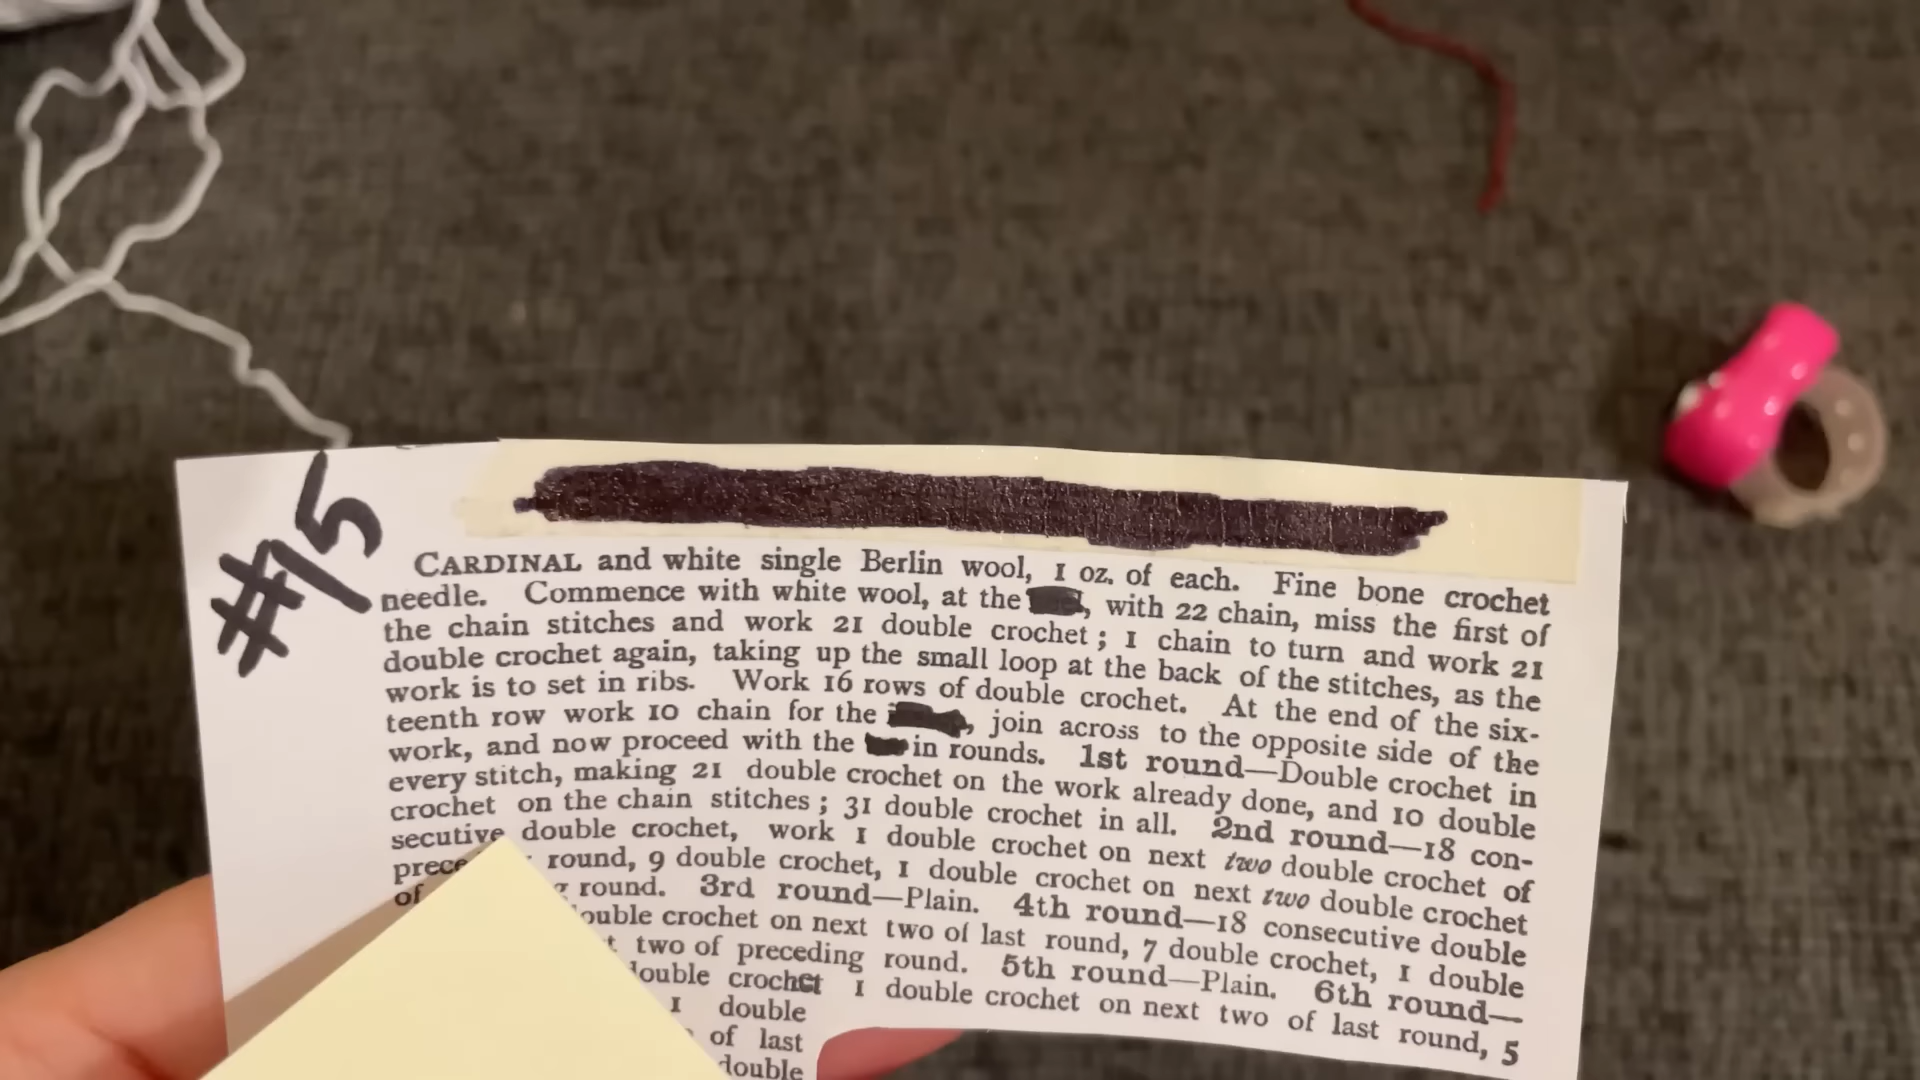 #15
CARDINAL and white single Berlin wool, 1 oz. of each. Fine bone crochet
needle. Commence with white wool, at the , with 22 chain, miss the first of
the chain stitches and work 21 double crochet ; 1 chain to turn and work 21
double crochet again, taking up the small loop at the back of the stitches, as the
work is to set in ribs. Work 16 rows of double crochet. At the end of the six-
teenth row work 10 chain for the , join across to the opposite side of the
work, and now proceed with the in rounds. 1st round—Double crochet in
every stitch, making 21 double crochet on the work already done, and 10 double
crochet on the chain stitches ; 31 double crochet in all. 2nd round—18 con-
secutive double crochet, work 1 double crochet on next two double crochet of
round, 9 double crochet, 1 double crochet on next two double crochet
of round. 3rd round—Plain. 4th round—18 consecutive double
crochet on next two of last round, 7 double crochet, 1 double
two of preceding round. 5th round—Plain. 6th round—
crochet 1 double crochet on next two of last round, 5
1 double
of last
double